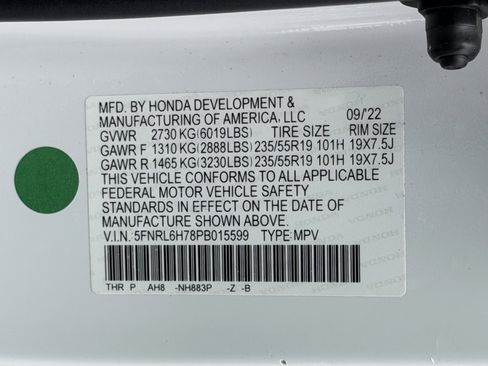 MFD. BY HONDA DEVELOPMENT &
MANUFACTURING OF AMERICA, LLC 09/'22
GVWR 2730 KG (6019LBS) TIRE SIZE RIM SIZE
GAWR F 1310 KG (2888LBS) 235/55R19 101H 19X7.5J
GAWR R 1465 KG (3230LBS) 235/55R19 101H 19X7.5J
THIS VEHICLE CONFORMS TO ALL APPLICABLE
FEDERAL MOTOR VEHICLE SAFETY
STANDARDS IN EFFECT ON THE DATE OF
MANUFACTURE SHOWN ABOVE.
V.I.N. 5FNRL6H78PB015599 TYPE: MPV
THR P AH8 -NH883P -Z -B